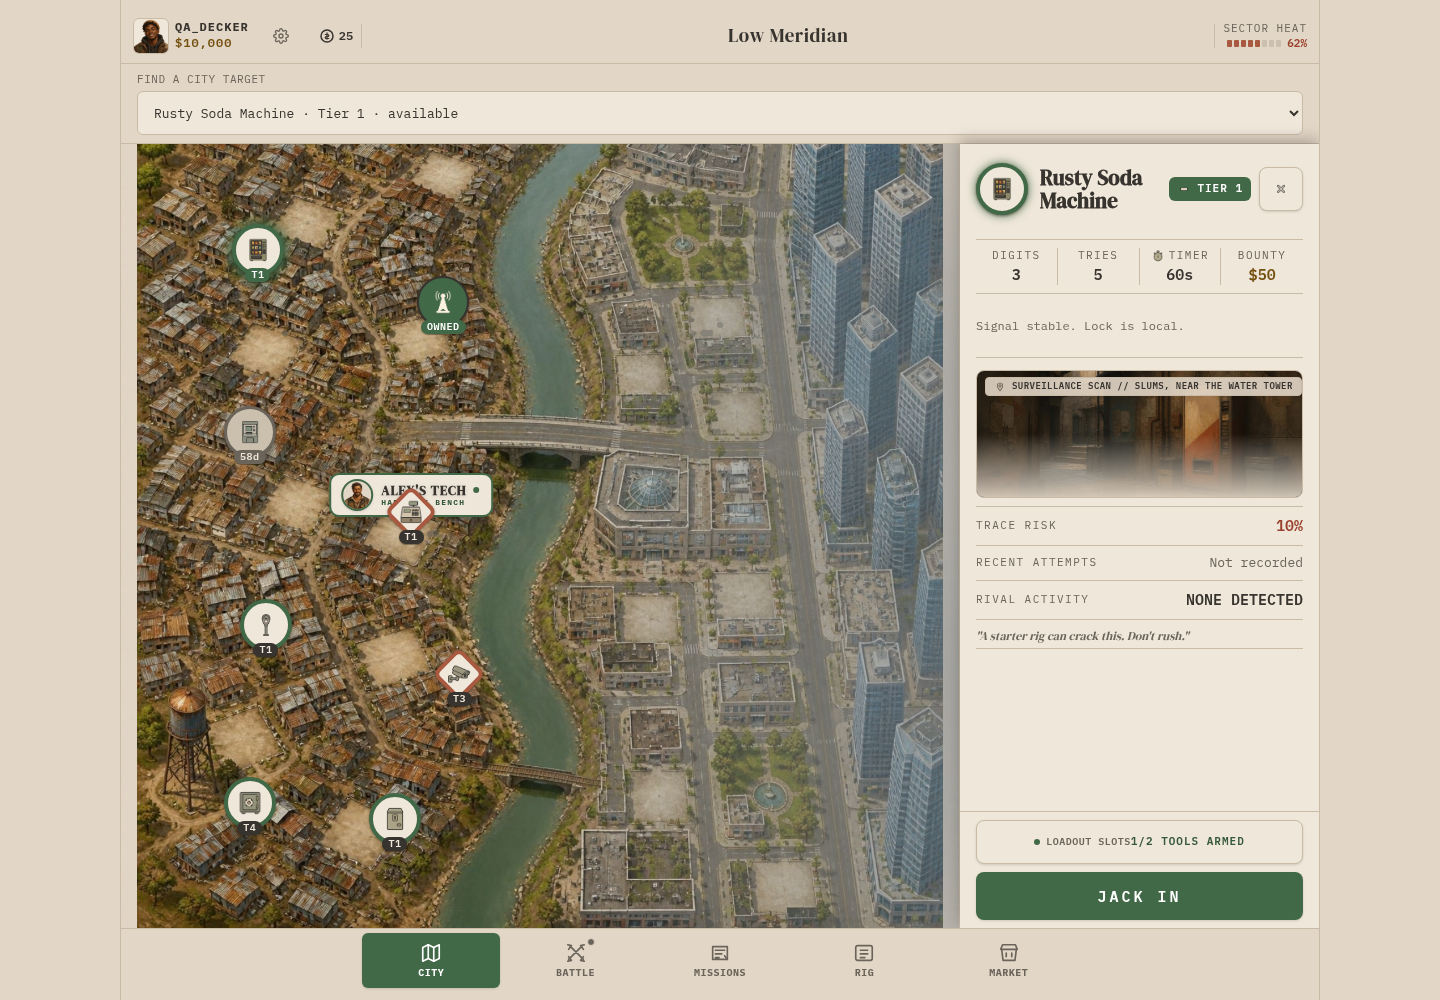 QA_DECKER
$10,000
25
Low Meridian
SECTOR HEAT
62%
FIND A CITY TARGET
Rusty Soda Machine · Tier 1 · available
T1
OWNED
58d
ALEX'S TECH
BENCH
T1
T1
T3
T4
T1
Rusty Soda
Machine
TIER 1
DIGITS
3
TRIES
5
TIMER
60s
BOUNTY
$50
Signal stable. Lock is local.
SURVEILLANCE SCAN // SLUMS, NEAR THE WATER TOWER
TRACE RISK
10%
RECENT ATTEMPTS
Not recorded
RIVAL ACTIVITY
NONE DETECTED
"A starter rig can crack this. Don't rush."
LOADOUT SLOTS1/2 TOOLS ARMED
JACK IN
CITY
BATTLE
MISSIONS
RIG
MARKET